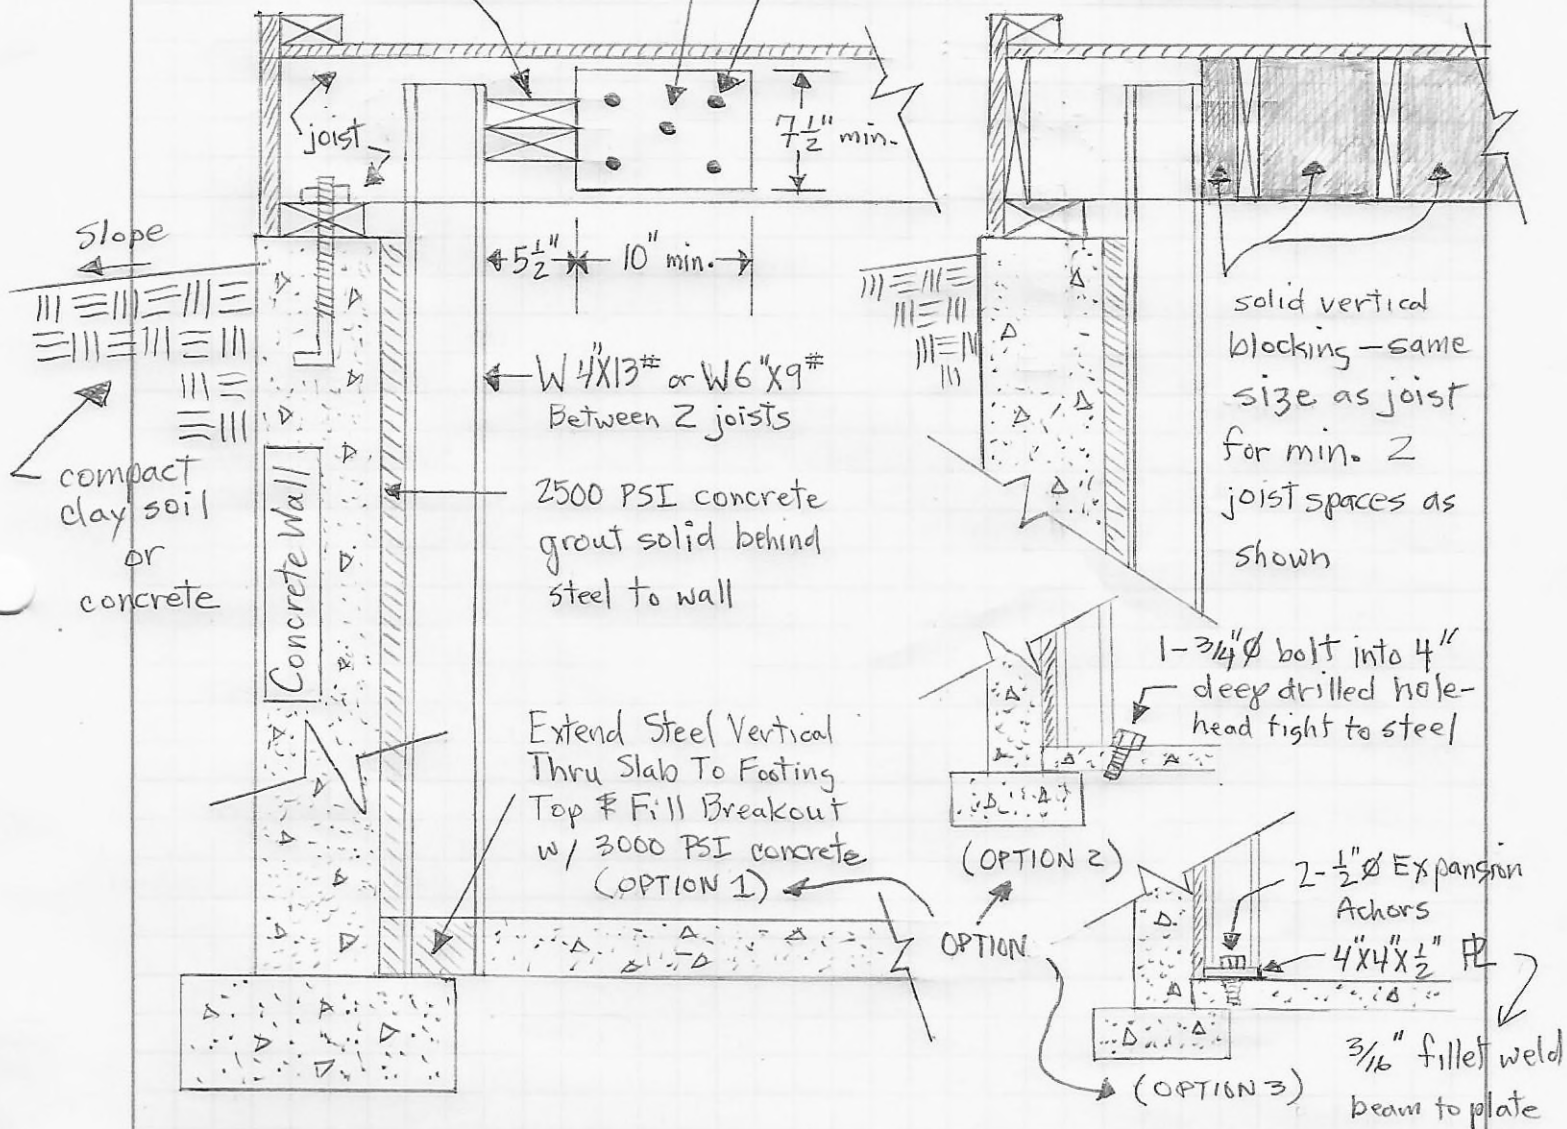 joist
7 1/2" min.
Slope
5 1/2"
10" min.
W 4"X13# or W6"X9#
Between 2 joists
compact
clay soil
or
concrete
Concrete Wall
2500 PSI concrete
grout solid behind
steel to wall
Extend Steel Vertical
Thru Slab To Footing
Top & Fill Breakout
w/ 3000 PSI concrete
(OPTION 1)
solid vertical
blocking - same
size as joist
for min. 2
joist spaces as
shown
1-3/4"Ø bolt into 4"
deep drilled hole-
head tight to steel
(OPTION 2)
OPTION
2-1/2"Ø Expansion
Achors
4"X4"X1/2" PL
3/16" fillet weld
beam to plate
(OPTION 3)